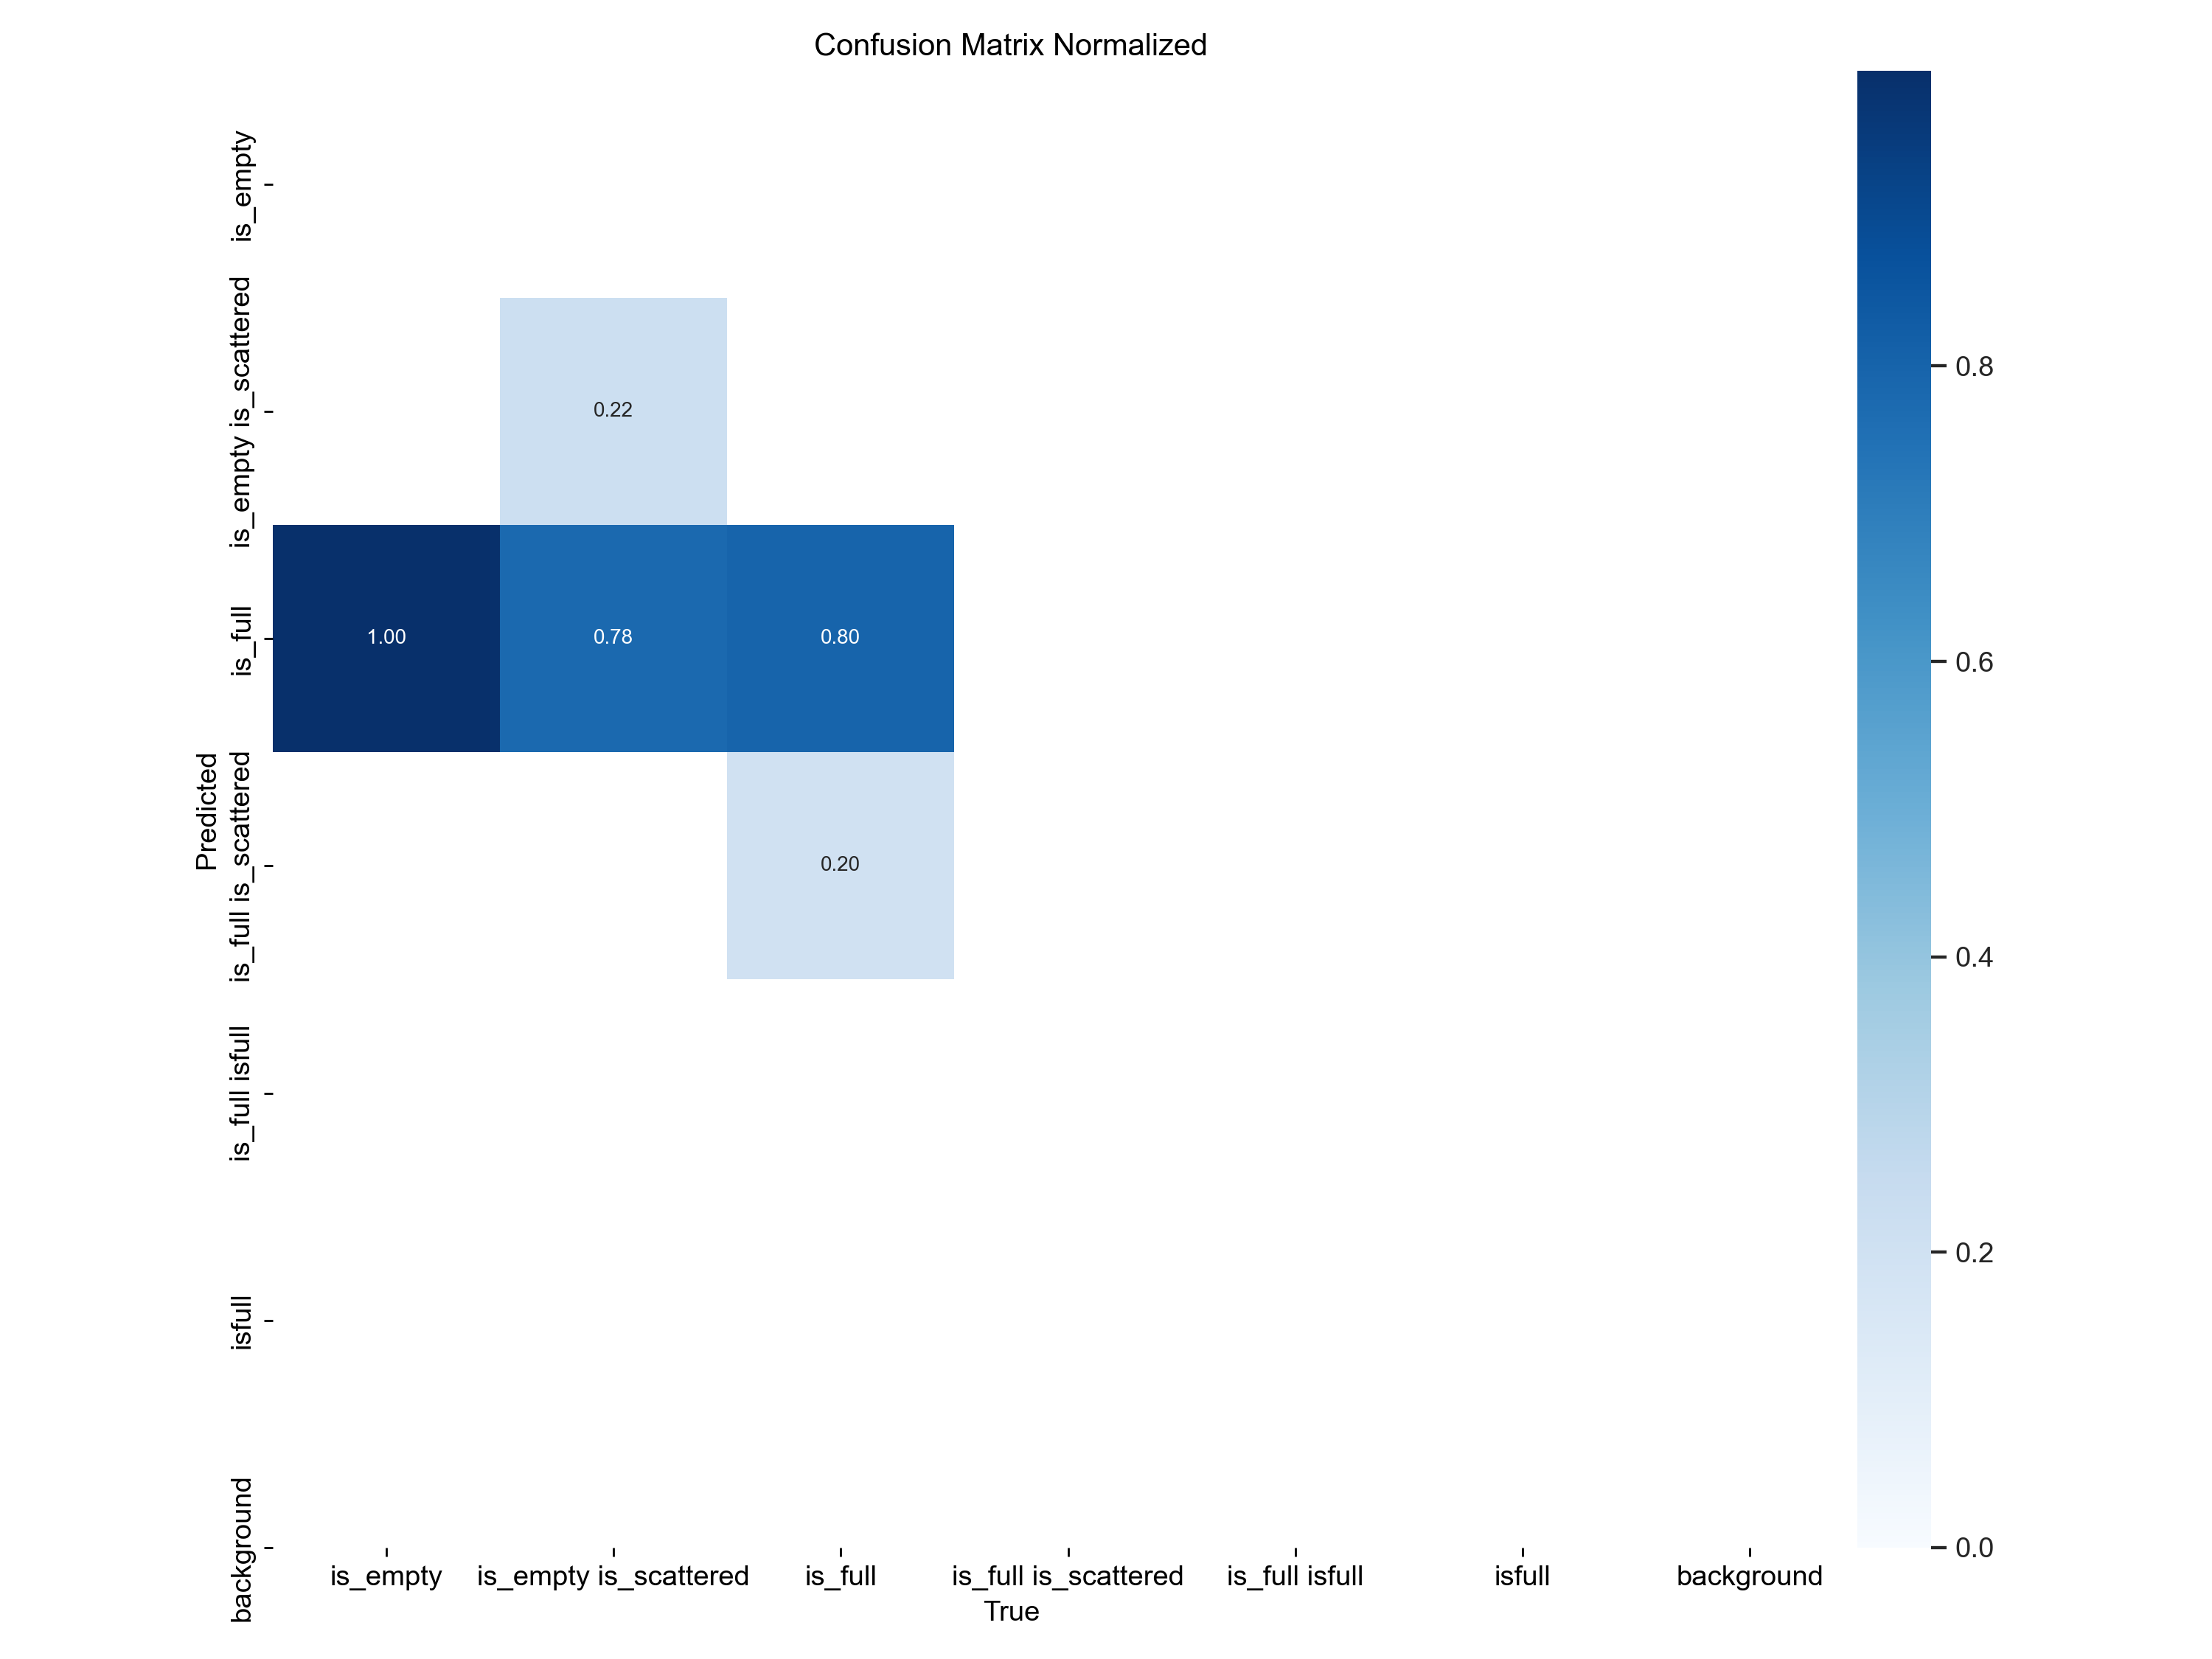 Confusion Matrix Normalized
is_empty
is_empty is_scattered
is_full
is_full is_scattered
is_full isfull
isfull
background
Predicted
0.22
1.00 0.78 0.80
0.20
0.8
0.6
0.4
0.2
0.0
is_empty is_empty is_scattered is_full is_full is_scattered is_full isfull isfull background
True